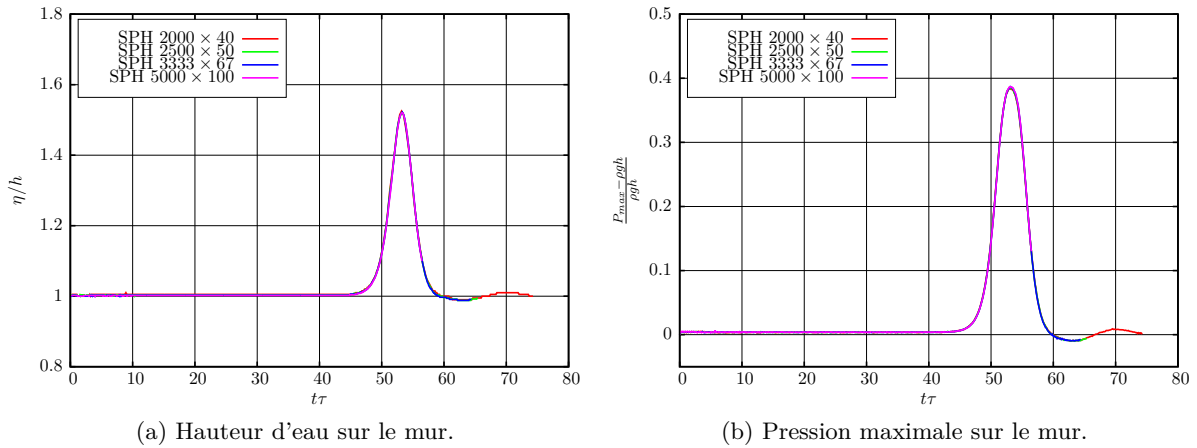 SPH 2000 × 40
SPH 2500 × 50
SPH 3333 × 67
SPH 5000 × 100
1.8
1.6
1.4
1.2
1
0.8
η/h
0 10 20 30 40 50 60 70 80
tτ
(a) Hauteur d'eau sur le mur.
SPH 2000 × 40
SPH 2500 × 50
SPH 3333 × 67
SPH 5000 × 100
0.5
0.4
0.3
0.2
0.1
0
P_max − ρgh
ρgh
0 10 20 30 40 50 60 70 80
tτ
(b) Pression maximale sur le mur.